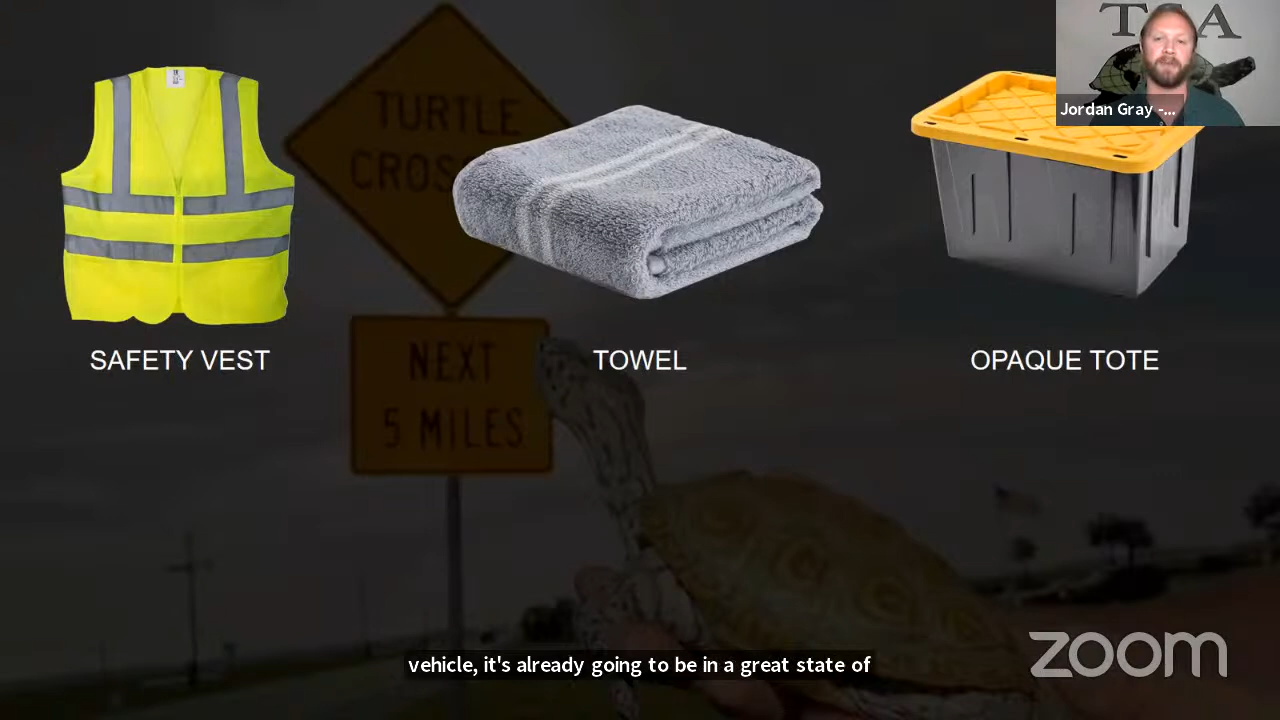 TSA
Jordan Gray -...
TURTLE
CROS
SAFETY VEST
TOWEL
OPAQUE TOTE
NEXT
5 MILES
vehicle, it's already going to be in a great state of
zoom